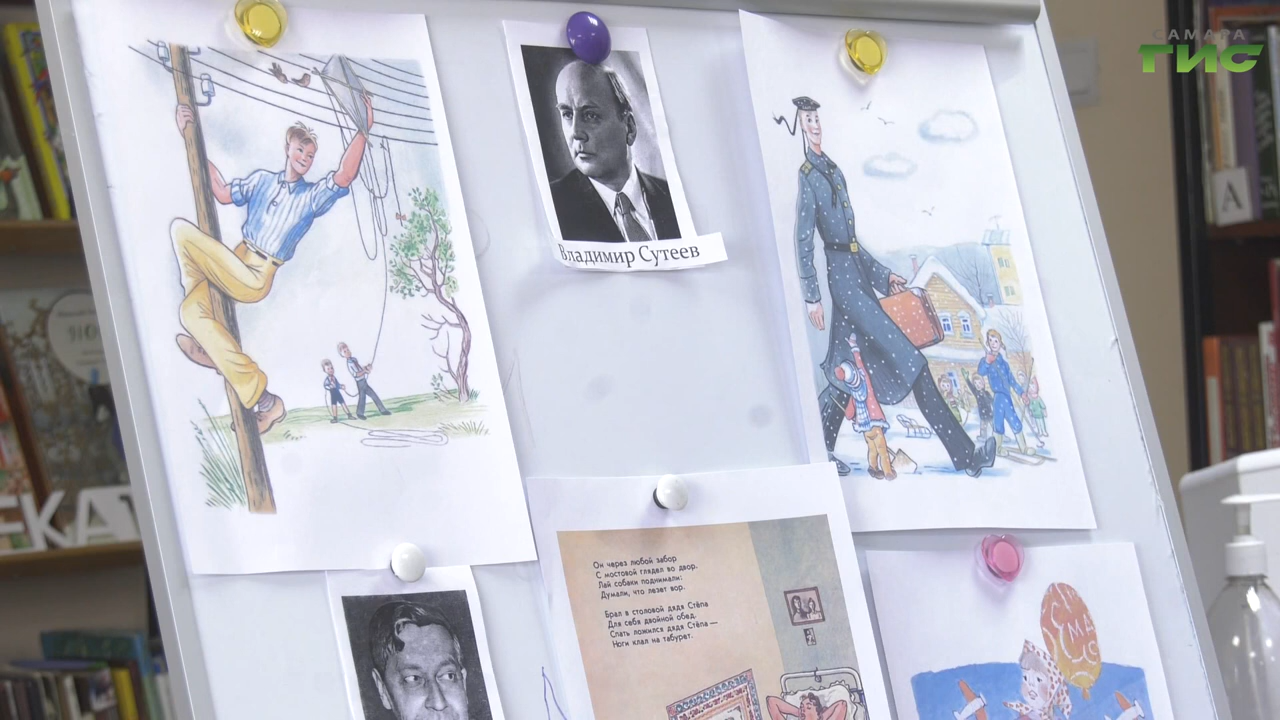 САМАРА
ГИС
Владимир Сутеев
А
ЕКА
Он через любой забор
С мостовой глядел во двор.
Лай собаки поднимали:
Думали, что лезет вор.
Брал в столовой дядя Стёпа
Для себя двойной обед.
Спать ложился дядя Стёпа —
Ноги клал на табурет.